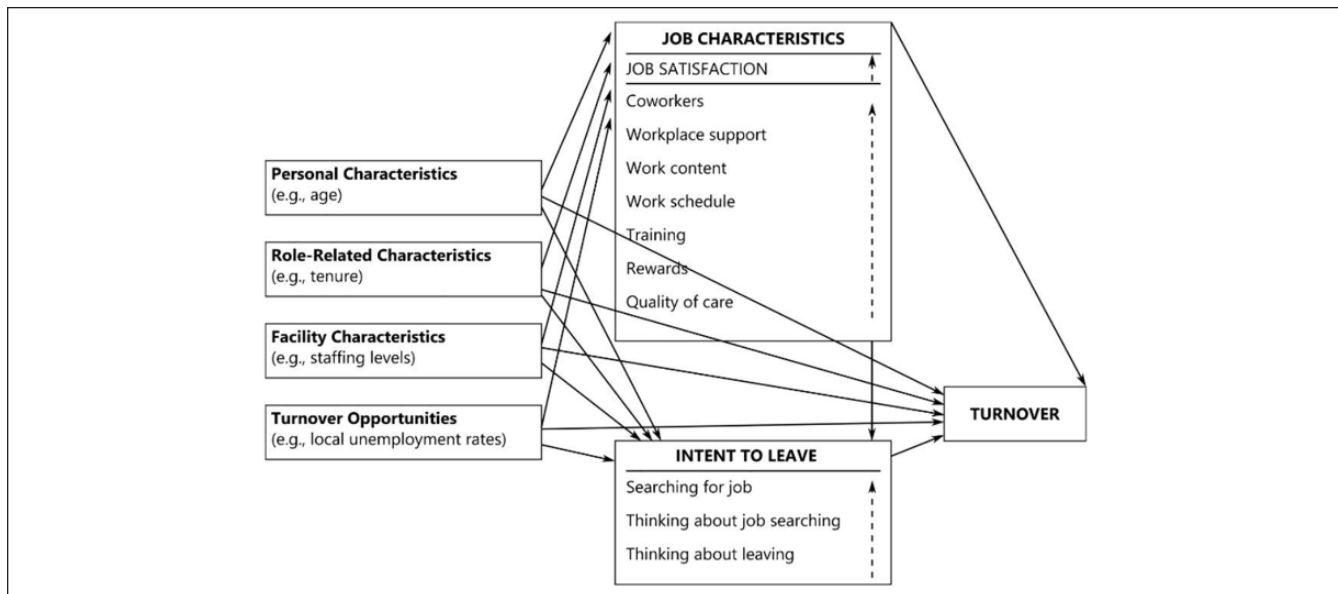 JOB CHARACTERISTICS
JOB SATISFACTION
Coworkers
Workplace support
Work content
Work schedule
Training
Rewards
Quality of care
Personal Characteristics
(e.g., age)
Role-Related Characteristics
(e.g., tenure)
Facility Characteristics
(e.g., staffing levels)
Turnover Opportunities
(e.g., local unemployment rates)
TURNOVER
INTENT TO LEAVE
Searching for job
Thinking about job searching
Thinking about leaving